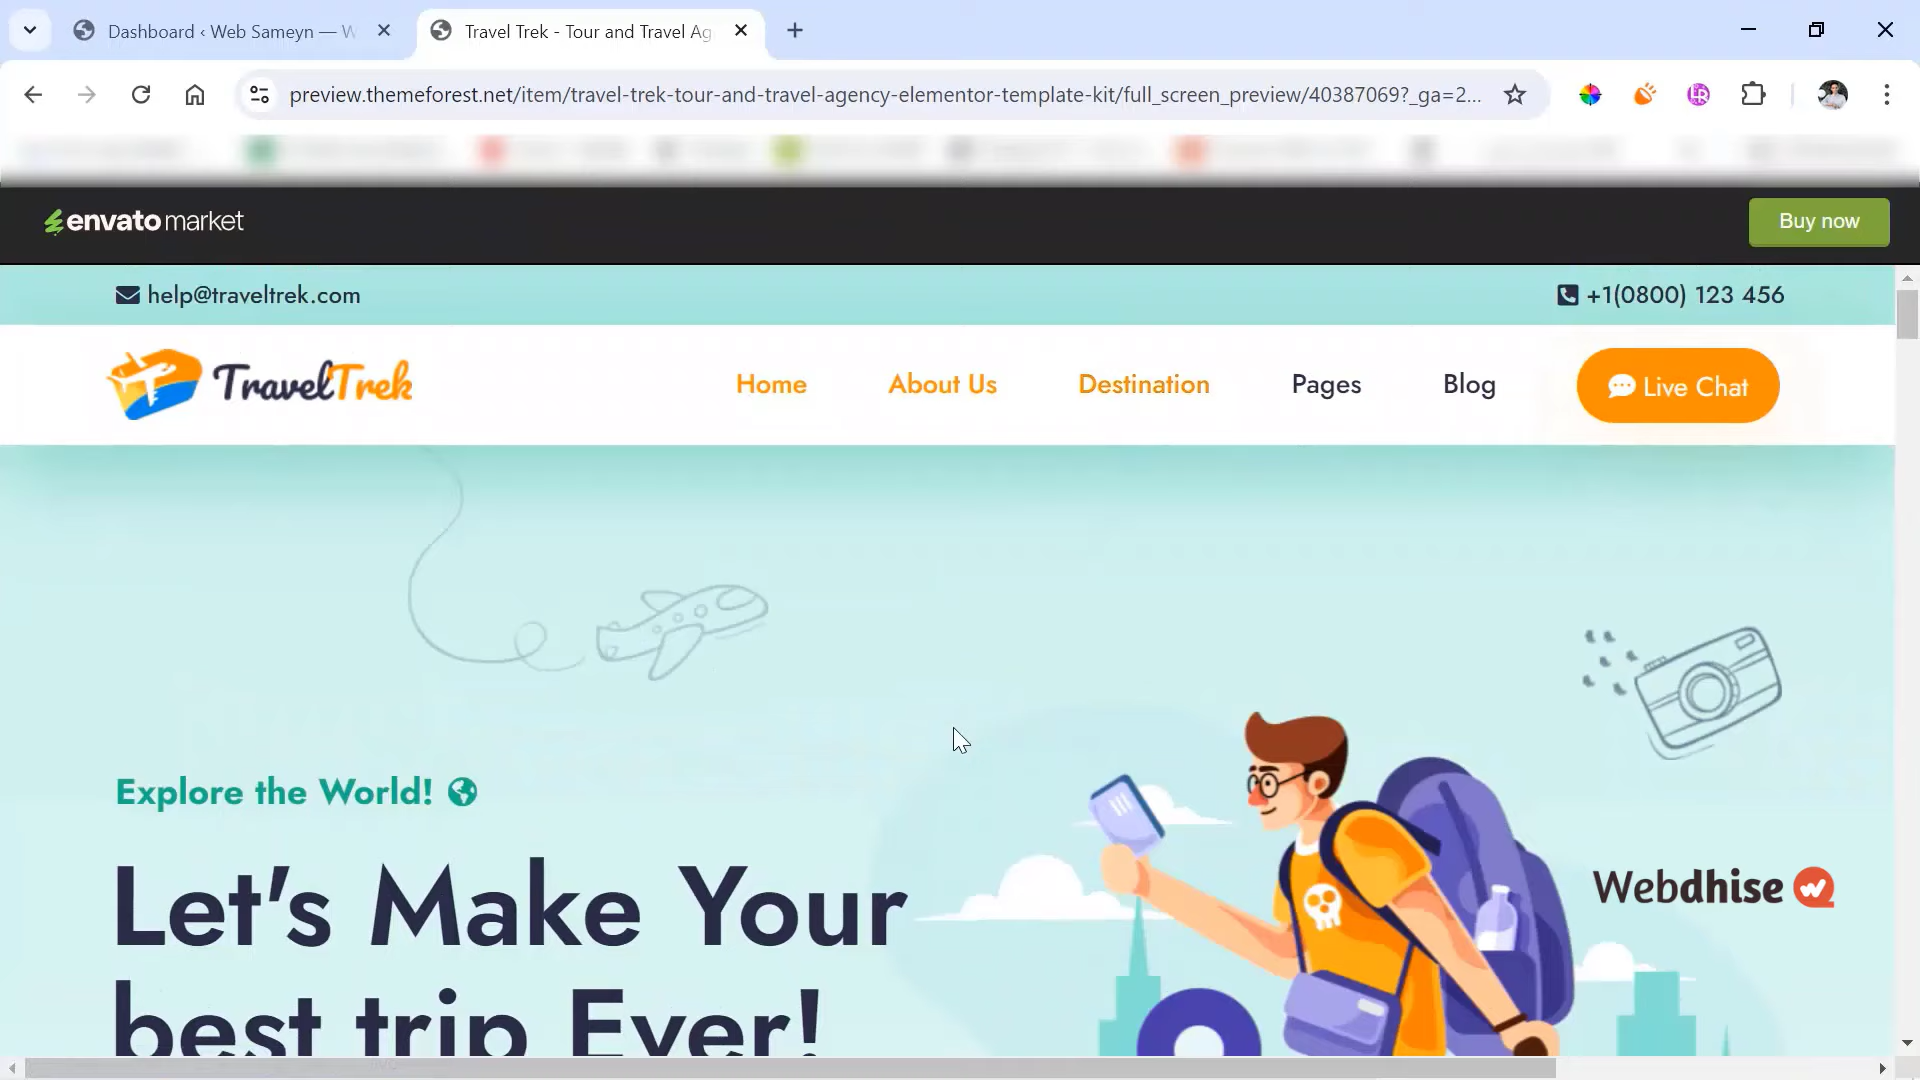 Dashboard ‹ Web Sameyn — W
Travel Trek - Tour and Travel Ag
preview.themeforest.net/item/travel-trek-tour-and-travel-agency-elementor-template-kit/full_screen_preview/40387069?_ga=2...
envato market
Buy now
help@traveltrek.com
+1(0800) 123 456
TravelTrek
Home
About Us
Destination
Pages
Blog
Live Chat
Explore the World!
Let's Make Your
best trip Ever!
Webdhise